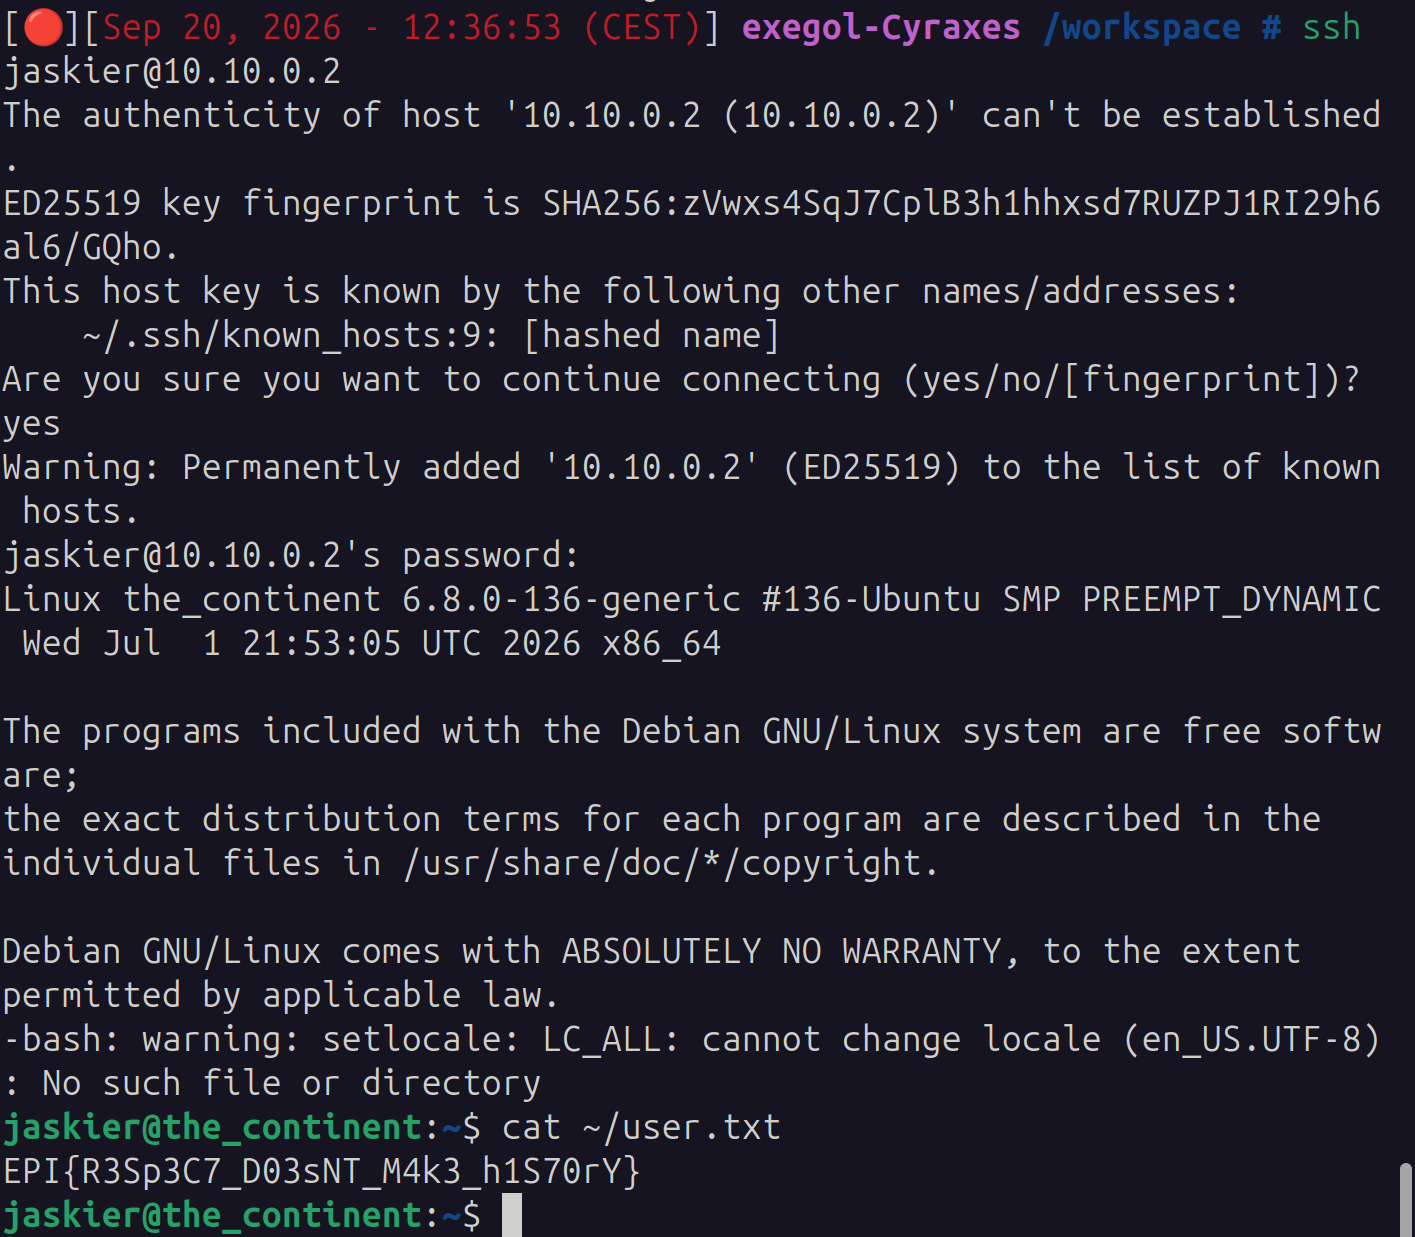 [🔴][Sep 20, 2026 - 12:36:53 (CEST)] exegol-Cyraxes /workspace # ssh
jaskier@10.10.0.2
The authenticity of host '10.10.0.2 (10.10.0.2)' can't be established
.
ED25519 key fingerprint is SHA256:zVwxs4SqJ7CplB3h1hhxsd7RUZPJ1RI29h6
al6/GQho.
This host key is known by the following other names/addresses:
    ~/.ssh/known_hosts:9: [hashed name]
Are you sure you want to continue connecting (yes/no/[fingerprint])?
yes
Warning: Permanently added '10.10.0.2' (ED25519) to the list of known
 hosts.
jaskier@10.10.0.2's password:
Linux the_continent 6.8.0-136-generic #136-Ubuntu SMP PREEMPT_DYNAMIC
 Wed Jul  1 21:53:05 UTC 2026 x86_64

The programs included with the Debian GNU/Linux system are free softw
are;
the exact distribution terms for each program are described in the
individual files in /usr/share/doc/*/copyright.

Debian GNU/Linux comes with ABSOLUTELY NO WARRANTY, to the extent
permitted by applicable law.
-bash: warning: setlocale: LC_ALL: cannot change locale (en_US.UTF-8)
: No such file or directory
jaskier@the_continent:~$ cat ~/user.txt
EPI{R3Sp3C7_D03sNT_M4k3_h1S70rY}
jaskier@the_continent:~$